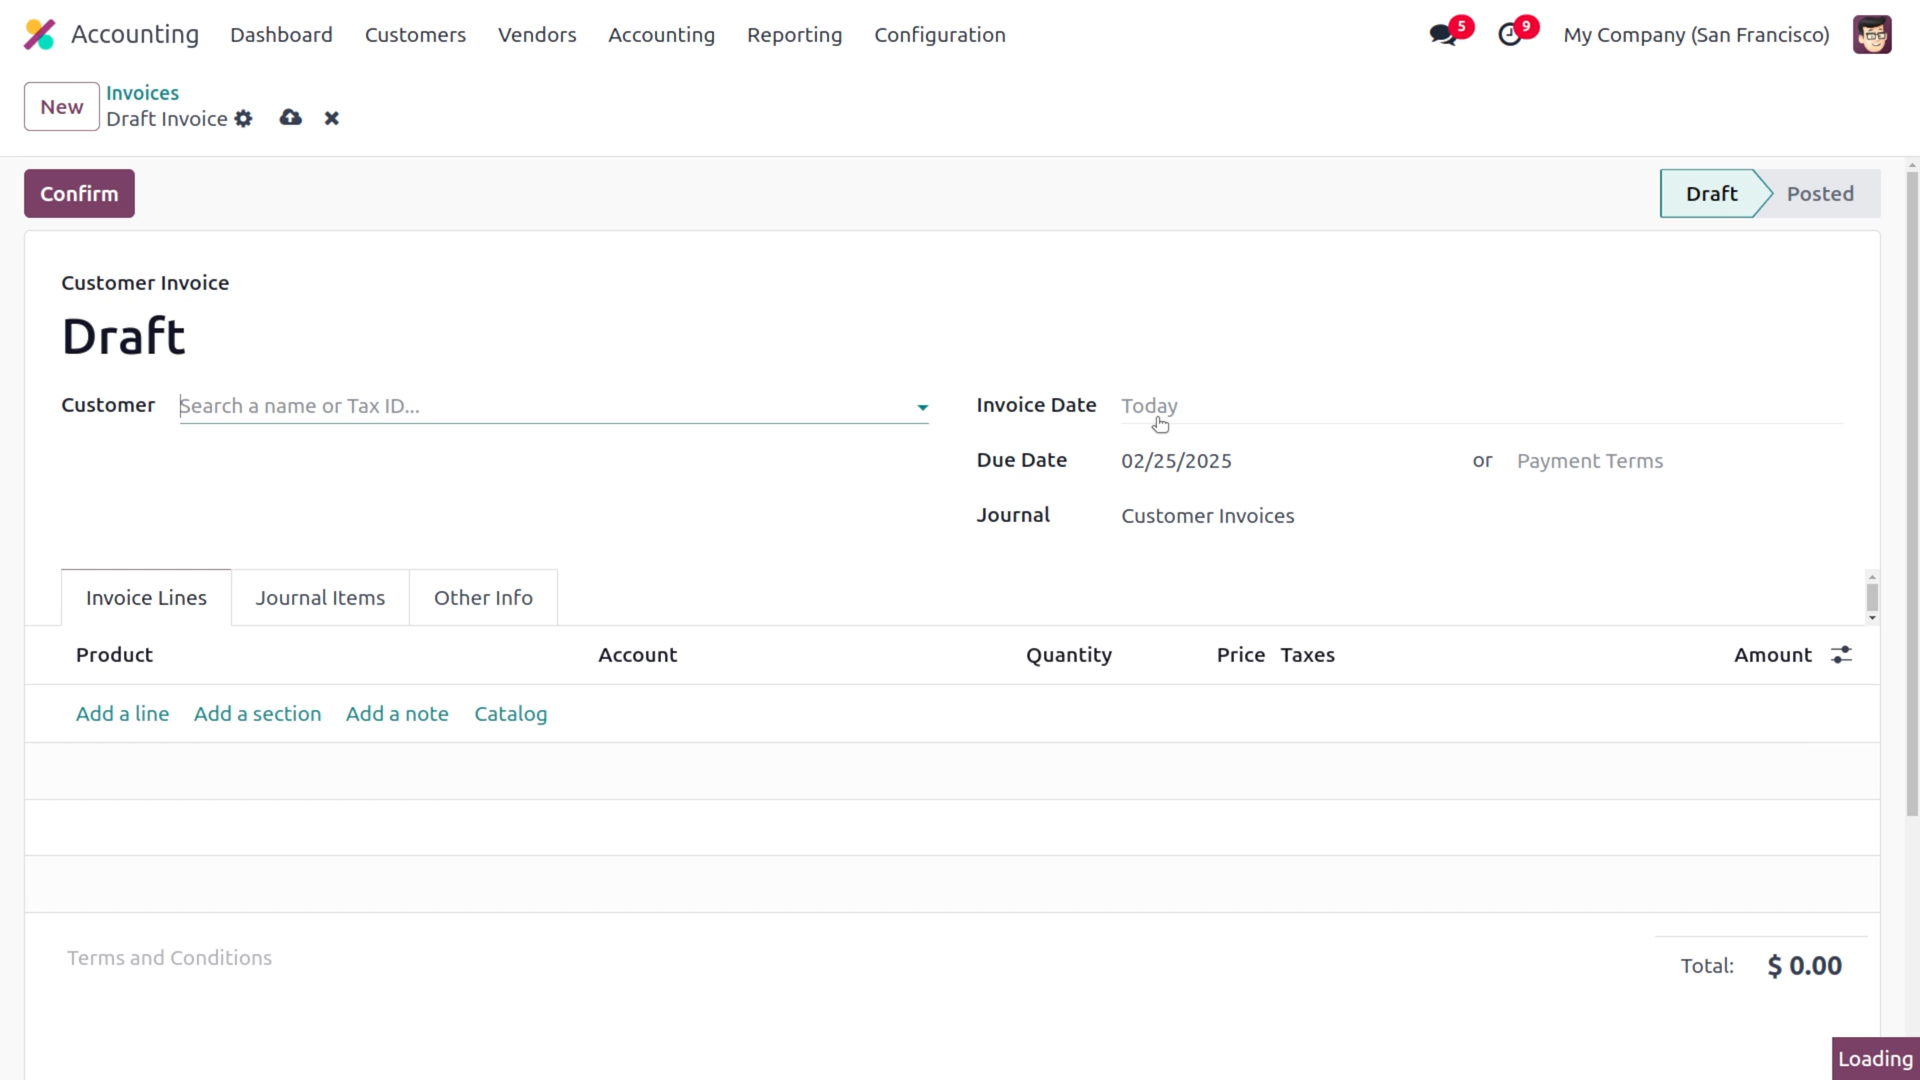 Accounting Dashboard Customers Vendors Accounting Reporting Configuration 5 9 My Company (San Francisco)
New Invoices
Draft Invoice
Confirm Draft Posted
Customer Invoice
Draft
Customer Search a name or Tax ID... Invoice Date Today
Due Date 02/25/2025 or Payment Terms
Journal Customer Invoices
Invoice Lines Journal Items Other Info
Product Account Quantity Price Taxes Amount
Add a line Add a section Add a note Catalog
Terms and Conditions
Total: $ 0.00
Loading